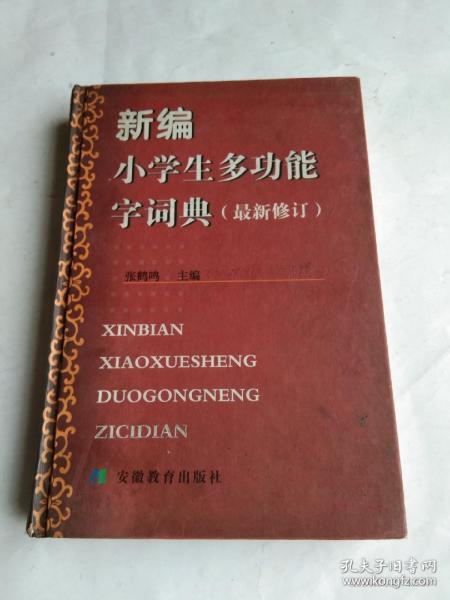 新编
小学生多功能
字词典（最新修订）
张鹤鸣 主编
XINBIAN
XIAOXUESHENG
DUOGONGNENG
ZICIDIAN
安徽教育出版社
孔夫子旧书网
www.kongfz.com